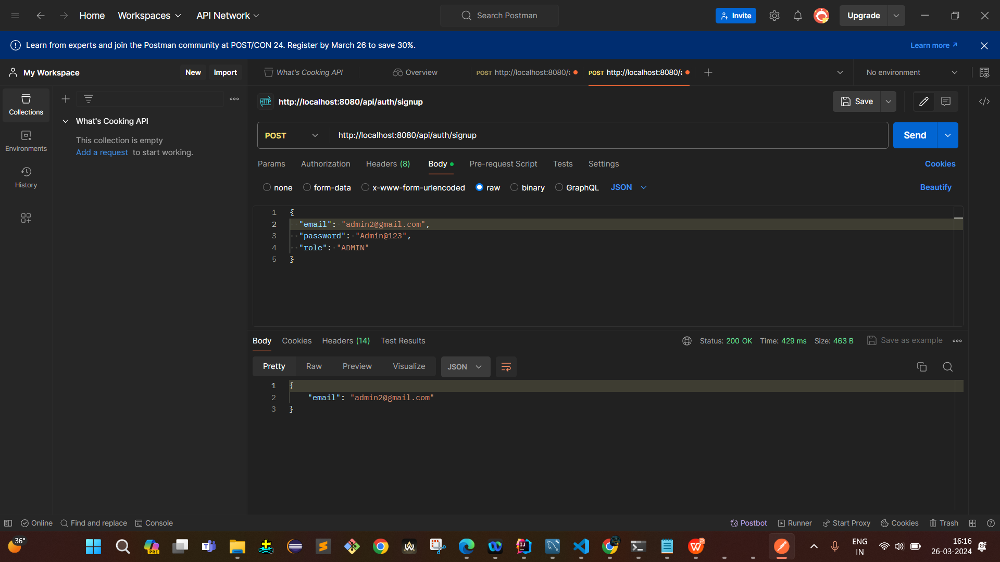 Home Workspaces API Network Search Postman Invite Upgrade
Learn from experts and join the Postman community at POST/CON 24. Register by March 26 to save 30%. Learn more
My Workspace New Import What's Cooking API Overview POST http://localhost:8080/a POST http://localhost:8080/a No environment
Collections
Environments
History
What's Cooking API
This collection is empty
Add a request to start working.
HTTP http://localhost:8080/api/auth/signup Save
POST http://localhost:8080/api/auth/signup Send
Params Authorization Headers (8) Body Pre-request Script Tests Settings Cookies
none form-data x-www-form-urlencoded raw binary GraphQL JSON Beautify
1 {
2 "email": "admin2@gmail.com",
3 "password": "Admin@123",
4 "role": "ADMIN"
5 }
Body Cookies Headers (14) Test Results Status: 200 OK Time: 429 ms Size: 463 B Save as example
Pretty Raw Preview Visualize JSON
1 {
2 "email": "admin2@gmail.com"
3 }
Online Find and replace Console Postbot Runner Start Proxy Cookies Trash
36° PRE ENG 16:16
IN 26-03-2024